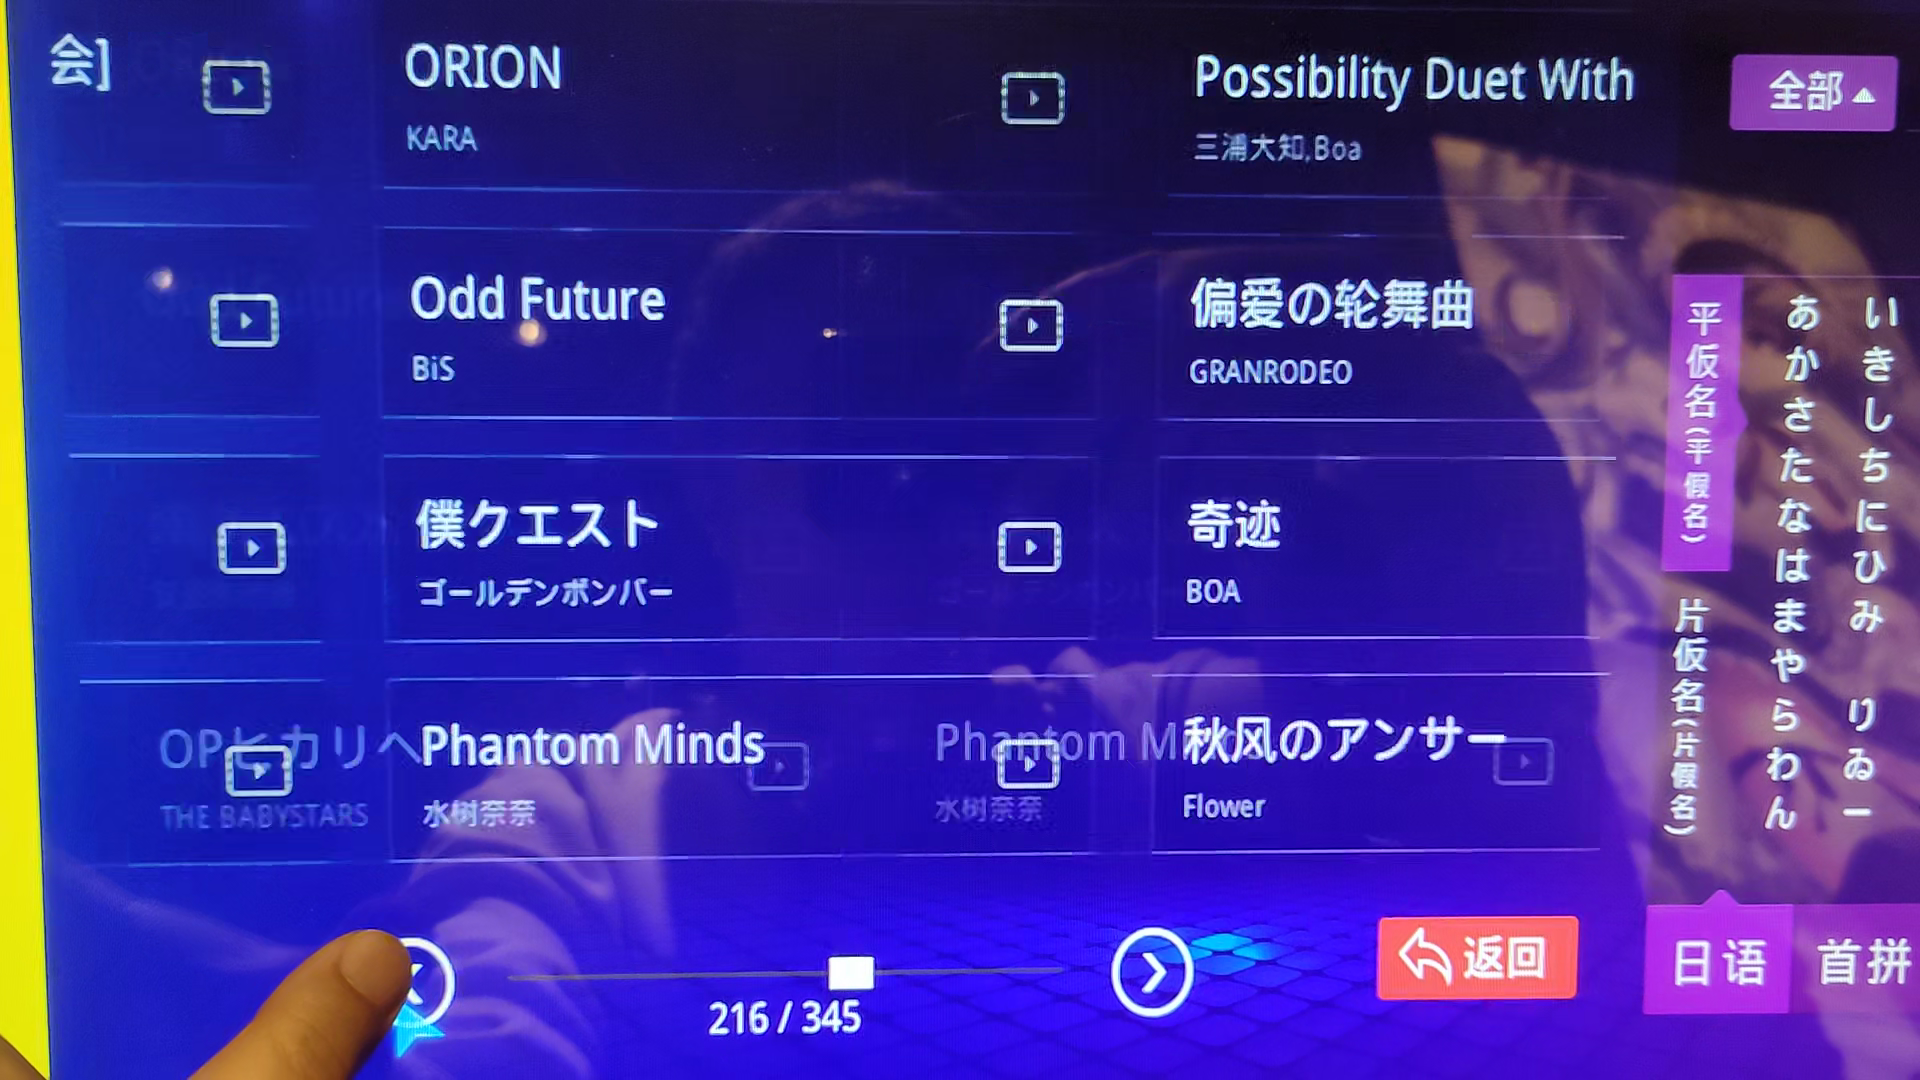 会]
ORION
KARA
Possibility Duet With
三浦大知,Boa
全部
Odd Future
BiS
偏爱の轮舞曲
GRANRODEO
僕クエスト
ゴールデンボンバー
奇迹
BOA
OPヒカリへ
THE BABYSTARS
Phantom Minds
水树奈奈
Phantom M
水树奈奈
秋风のアンサー
Flower
平仮名(平假名)
片仮名(片假名)
あかさたなはまやらわん
いきしちにひみ りゐー
216 / 345
返回
日语
首拼